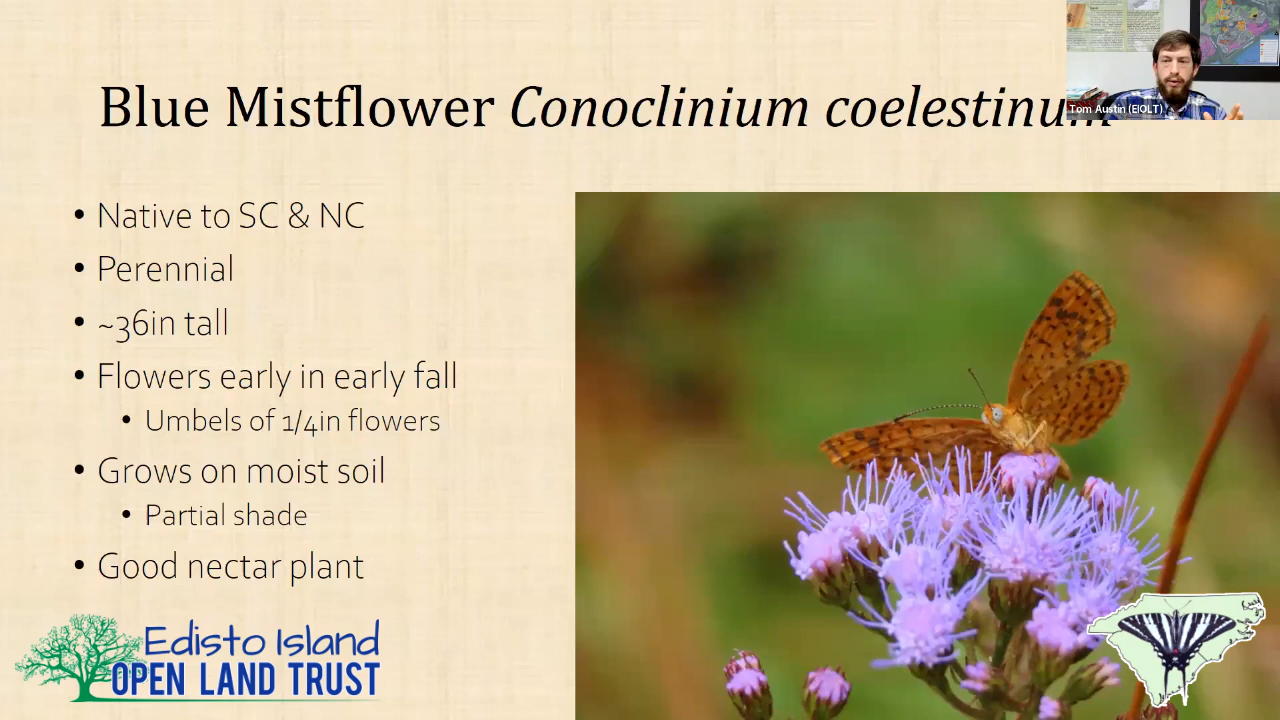 Blue Mistflower Conoclinium coelestinum
Tom Austin (EIOLT)
• Native to SC & NC
• Perennial
• ~36in tall
• Flowers early in early fall
• Umbels of 1/4in flowers
• Grows on moist soil
• Partial shade
• Good nectar plant
Edisto Island
OPEN LAND TRUST